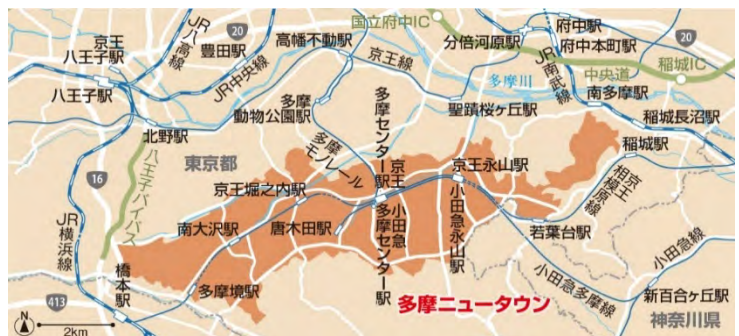 20
国立府中IC
府中駅
20
京王
八王子駅
JR八高線
豊田駅
高幡不動駅
分倍河原駅
府中本町駅
稲城IC
JR中央線
京王線
多摩川
JR南武線
中央道
八王子駅
多摩
動物公園駅
聖蹟桜ヶ丘駅
南多摩駅
稲城長沼駅
北野駅
多摩
モノレール
多摩センター駅
稲城駅
東京都
16
八王子バイパス
京王堀之内駅
京王
多摩センター駅
京王永山駅
京王
相模原線
JR横浜線
南大沢駅
唐木田駅
小田急
多摩センター駅
小田急永山駅
若葉台駅
橋本駅
小田急多摩線
小田急線
多摩境駅
413
多摩ニュータウン
新百合ヶ丘駅
N
2km
神奈川県